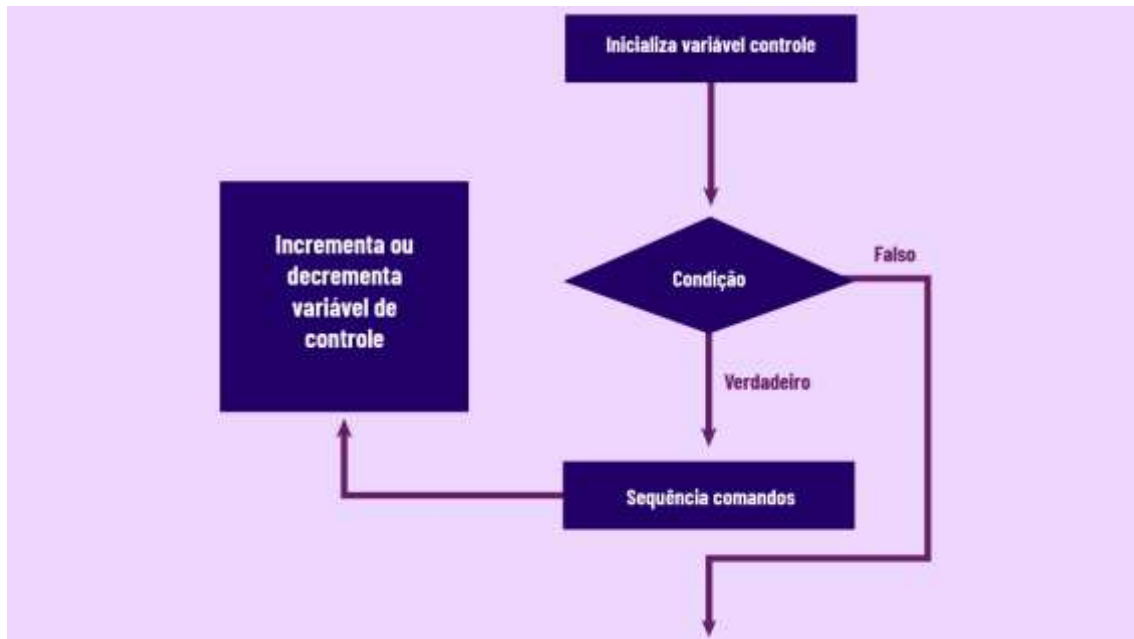 Inicializa variável controle
Condição
Falso
Verdadeiro
Sequência comandos
Incrementa ou
decrementa
variável de
controle